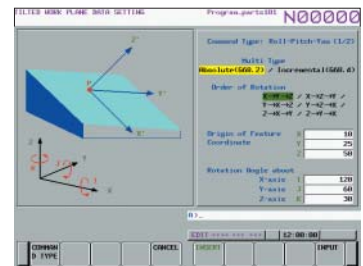 TILTED WORK PLANE DATA SETTING
Program.parts101 N00000
Command Type: Roll-Pitch-Yaw (1/2)
Multi Type
Absolute(G68.2) / Incremental(G68.4)
Order of Rotation
X→Y→Z / X→Z→Y /
Y→X→Z / Y→Z→X /
Z→X→Y / Z→Y→X
Origin of Feature X 10
Coordinate Y 25
Z 50
Rotation Angle about
X-axis I 120
Y-axis J 60
Z-axis K 30
Z'
P
Y'
X'
Z
K
Y
J
I
X
A)_
EDIT **** *** *** 12:00:00
COMMAN
D TYPE
CANCEL
INSERT
INPUT